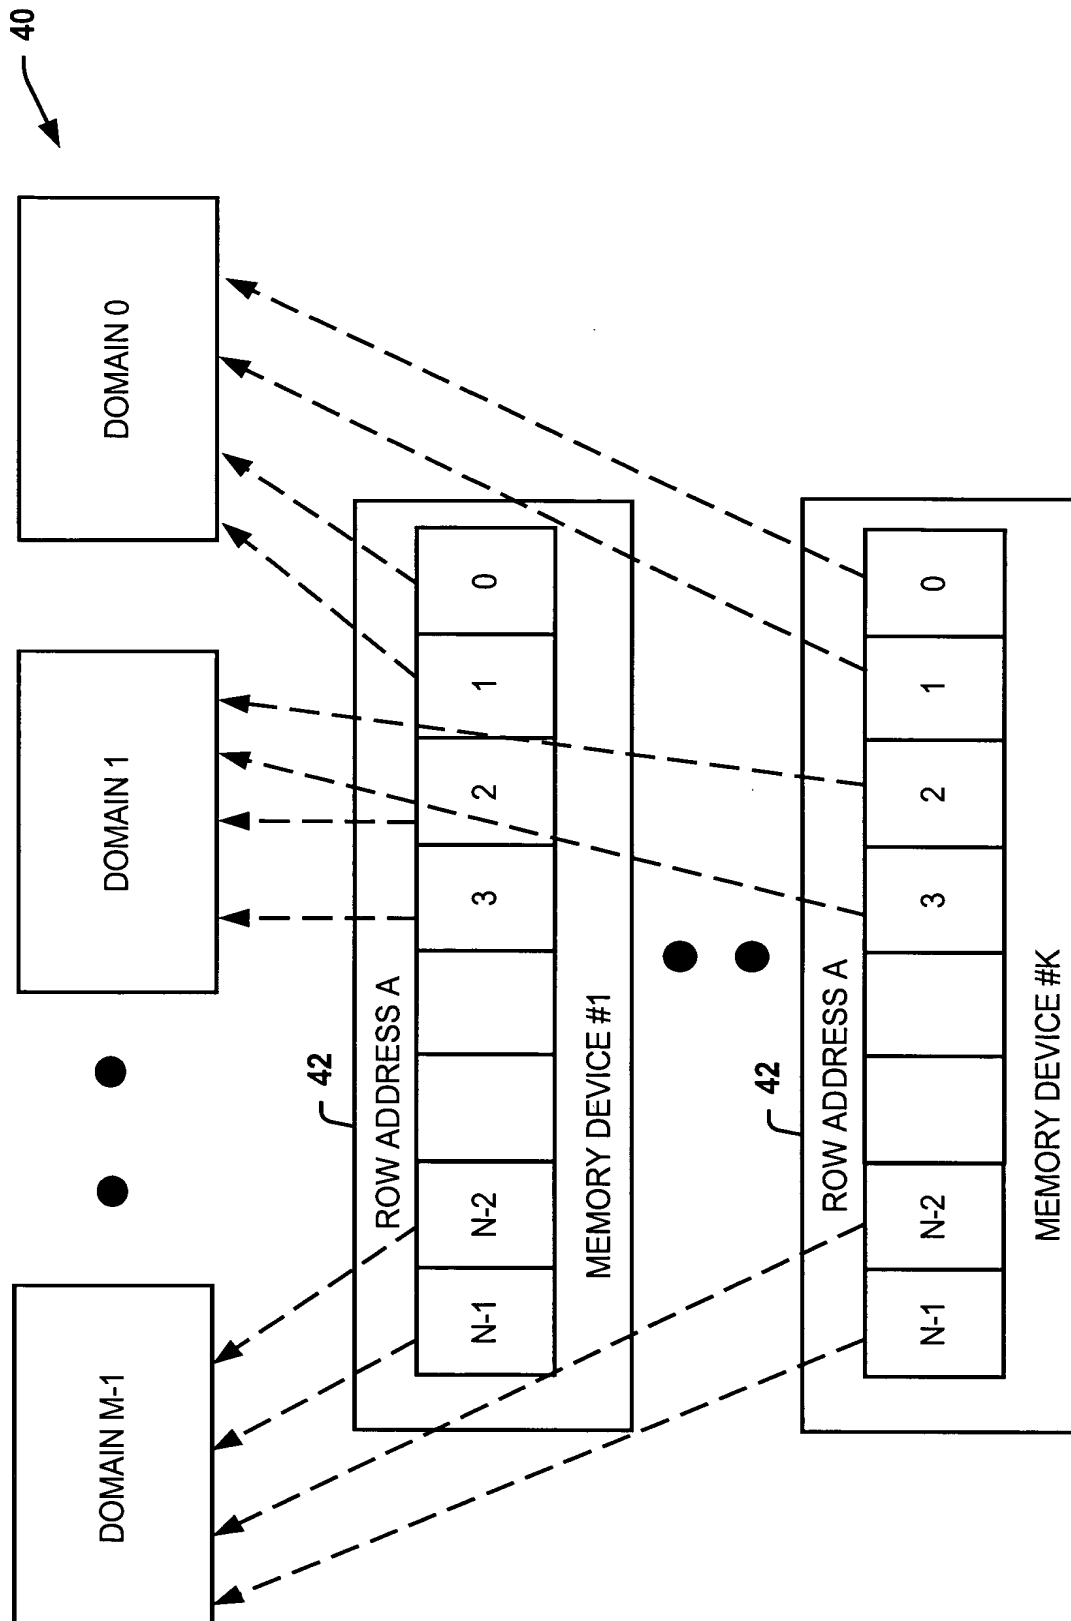 40
DOMAIN M-1
DOMAIN 1
DOMAIN 0
42
ROW ADDRESS A
N-1
N-2
3
2
1
0
MEMORY DEVICE #1
42
ROW ADDRESS A
N-1
N-2
3
2
1
0
MEMORY DEVICE #K